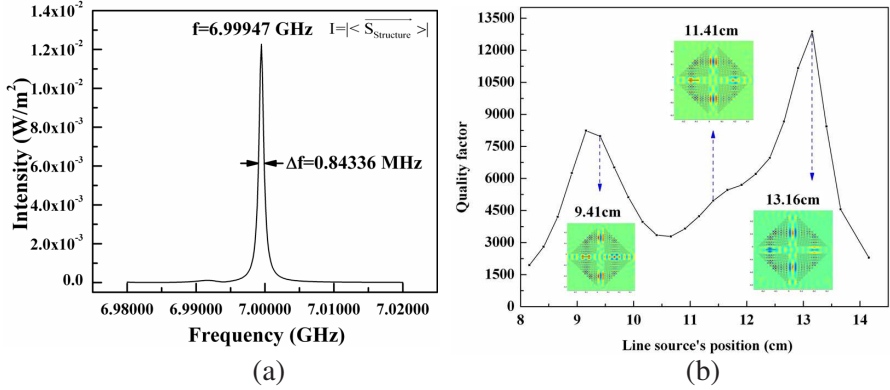 1.4x10⁻²
1.2x10⁻²
1.0x10⁻²
8.0x10⁻³
6.0x10⁻³
4.0x10⁻³
2.0x10⁻³
0.0
Intensity (W/m²)
f=6.99947 GHz
I=|< S_Structure >|
Δf=0.84336 MHz
6.98000 6.99000 7.00000 7.01000 7.02000
Frequency (GHz)
(a)
13500
12000
10500
9000
7500
6000
4500
3000
1500
0
Quality factor
11.41cm
9.41cm
13.16cm
8 9 10 11 12 13 14
Line source's position (cm)
(b)